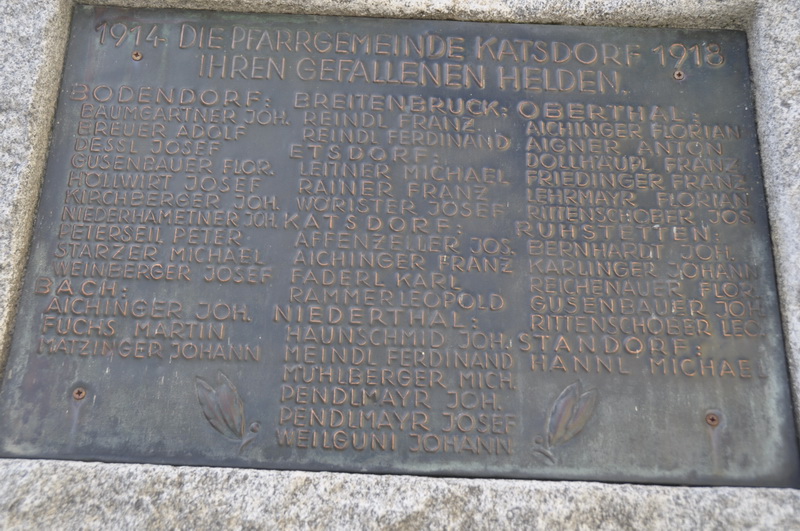 1914. DIE PFARRGEMEINDE KATSDORF 1918
IHREN GEFALLENEN HELDEN.
BODENDORF:
BAUMGARTNER JOH.
BREUER ADOLF
DESSL JOSEF
GUSENBAUER FLOR.
HOLLWIRT JOSEF
KIRCHBERGER JOH.
NIEDERHAMETNER JOH.
PETERSEIL PETER
STARZER MICHAEL
WEINBERGER JOSEF
BACH:
AICHINGER JOH.
FUCHS MARTIN
MATZINGER JOHANN
BREITENBRUCK:
REINDL FRANZ
REINDL FERDINAND
ETSDORF:
LEITNER MICHAEL
RAINER FRANZ
WÖRISTER JOSEF
KATSDORF:
AFFENZELLER JOS.
AICHINGER FRANZ
FADERL KARL
RAMMER LEOPOLD
NIEDERTHAL:
HAUNSCHMID JOH.
MEINDL FERDINAND
MÜHLBERGER MICH.
PENDLMAYR JOH.
PENDLMAYR JOSEF
WEILGUNI JOHANN
OBERTHAL:
AICHINGER FLORIAN
AIGNER ANTON
DOLLHÄUPL FRANZ
FRIEDINGER FRANZ
LEHRMAYR FLORIAN
RITTENSCHOBER JOS.
RUHSTETTEN:
BERNHARDT JOH.
KARLINGER JOHANN
REICHENAUER FLOR.
GUSENBAUER JOH.
RITTENSCHOBER LEO.
STANDORF:
HANNL MICHAEL